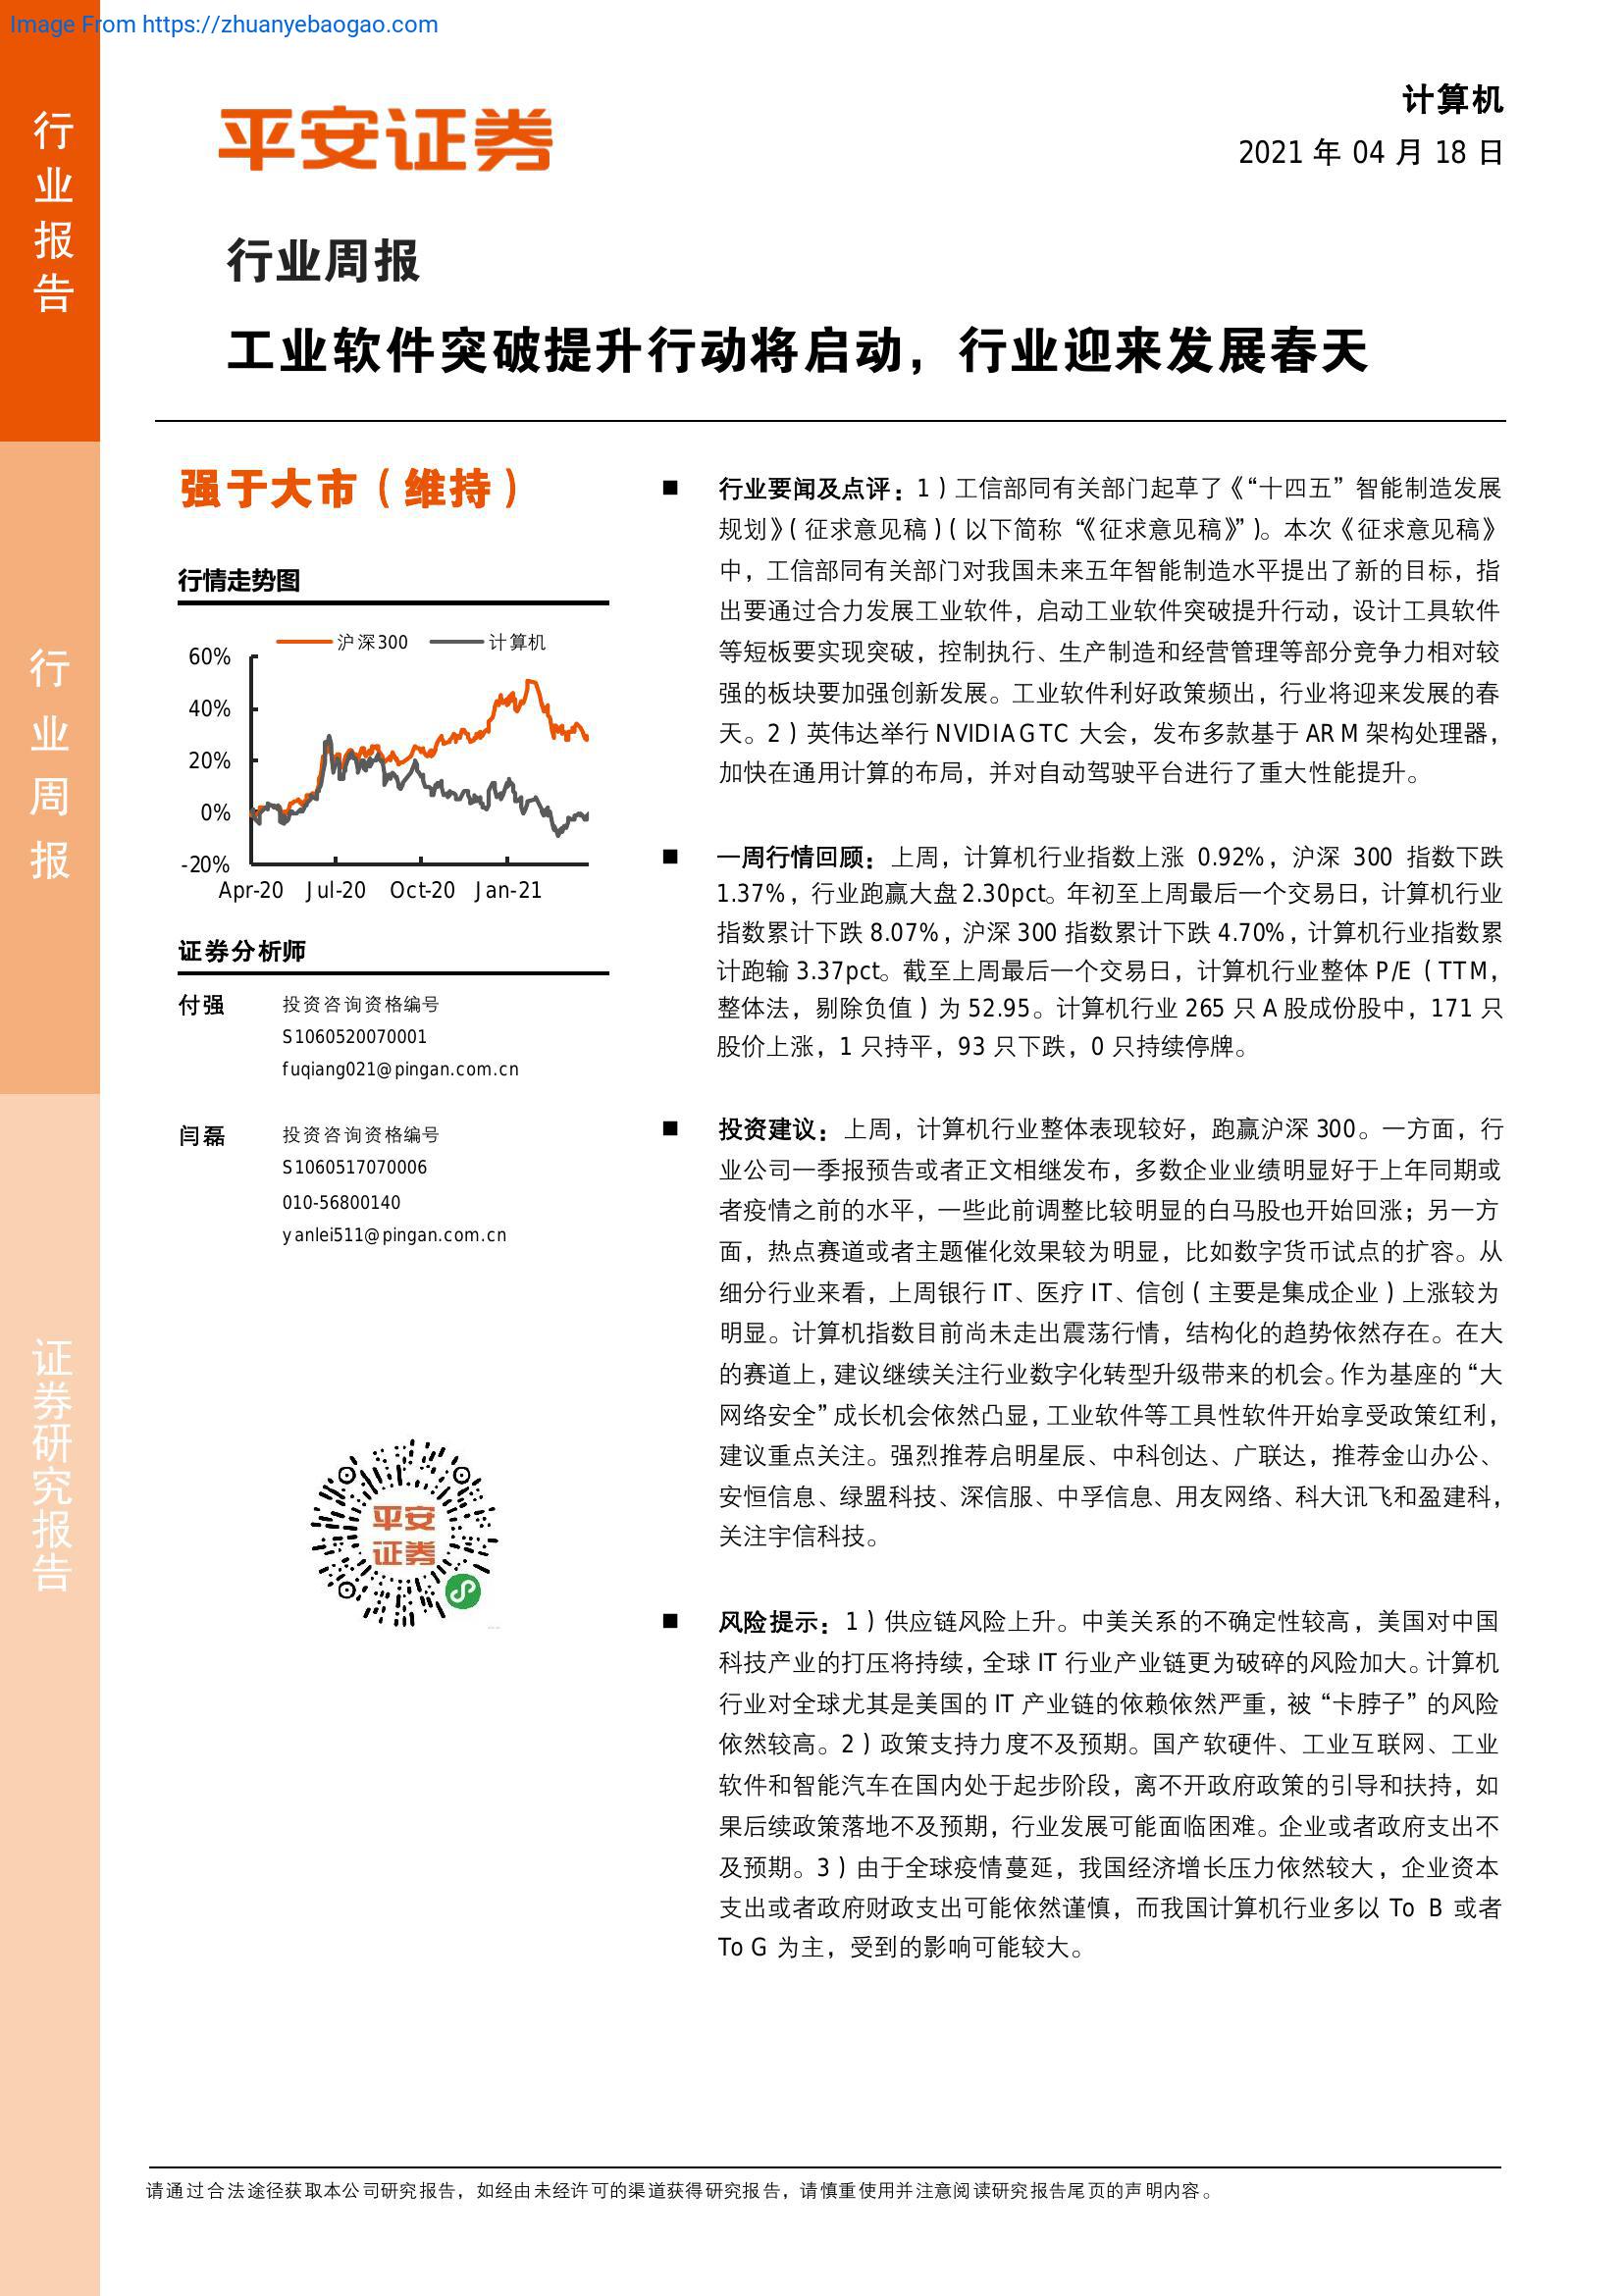 Image From https://zhuanyebaogao.com
行业报告
行业周报
证券研究报告
平安证券
计算机
2021 年 04 月 18 日
行业周报
工业软件突破提升行动将启动，行业迎来发展春天
强于大市（维持）
行情走势图
沪深300 计算机
60%
40%
20%
0%
-20%
Apr-20 Jul-20 Oct-20 Jan-21
证券分析师
付强 投资咨询资格编号
S1060520070001
fuqiang021@pingan.com.cn
闫磊 投资咨询资格编号
S1060517070006
010-56800140
yanlei511@pingan.com.cn
平安
证券
■ 行业要闻及点评：1）工信部同有关部门起草了《“十四五”智能制造发展
规划》（征求意见稿）（以下简称“《征求意见稿》”）。本次《征求意见稿》
中，工信部同有关部门对我国未来五年智能制造水平提出了新的目标，指
出要通过合力发展工业软件，启动工业软件突破提升行动，设计工具软件
等短板要实现突破，控制执行、生产制造和经营管理等部分竞争力相对较
强的板块要加强创新发展。工业软件利好政策频出，行业将迎来发展的春
天。2）英伟达举行 NVIDIA GTC 大会，发布多款基于 ARM 架构处理器，
加快在通用计算的布局，并对自动驾驶平台进行了重大性能提升。
■ 一周行情回顾：上周，计算机行业指数上涨 0.92%，沪深 300 指数下跌
1.37%，行业跑赢大盘 2.30pct。年初至上周最后一个交易日，计算机行业
指数累计下跌 8.07%，沪深 300 指数累计下跌 4.70%，计算机行业指数累
计跑输 3.37pct。截至上周最后一个交易日，计算机行业整体 P/E（TTM，
整体法，剔除负值）为 52.95。计算机行业 265 只 A 股成份股中，171 只
股价上涨，1 只持平，93 只下跌，0 只持续停牌。
■ 投资建议：上周，计算机行业整体表现较好，跑赢沪深 300。一方面，行
业公司一季报预告或者正文相继发布，多数企业业绩明显好于上年同期或
者疫情之前的水平，一些此前调整比较明显的白马股也开始回涨；另一方
面，热点赛道或者主题催化效果较为明显，比如数字货币试点的扩容。从
细分行业来看，上周银行 IT、医疗 IT、信创（主要是集成企业）上涨较为
明显。计算机指数目前尚未走出震荡行情，结构化的趋势依然存在。在大
的赛道上，建议继续关注行业数字化转型升级带来的机会。作为基座的“大
网络安全”成长机会依然凸显，工业软件等工具性软件开始享受政策红利，
建议重点关注。强烈推荐启明星辰、中科创达、广联达，推荐金山办公、
安恒信息、绿盟科技、深信服、中孚信息、用友网络、科大讯飞和盈建科，
关注宇信科技。
■ 风险提示：1）供应链风险上升。中美关系的不确定性较高，美国对中国
科技产业的打压将持续，全球 IT 行业产业链更为破碎的风险加大。计算机
行业对全球尤其是美国的 IT 产业链的依赖依然严重，被“卡脖子”的风险
依然较高。2）政策支持力度不及预期。国产软硬件、工业互联网、工业
软件和智能汽车在国内处于起步阶段，离不开政府政策的引导和扶持，如
果后续政策落地不及预期，行业发展可能面临困难。企业或者政府支出不
及预期。3）由于全球疫情蔓延，我国经济增长压力依然较大，企业资本
支出或者政府财政支出可能依然谨慎，而我国计算机行业多以 To B 或者
To G 为主，受到的影响可能较大。
请通过合法途径获取本公司研究报告，如经由未经许可的渠道获得研究报告，请慎重使用并注意阅读研究报告尾页的声明内容。